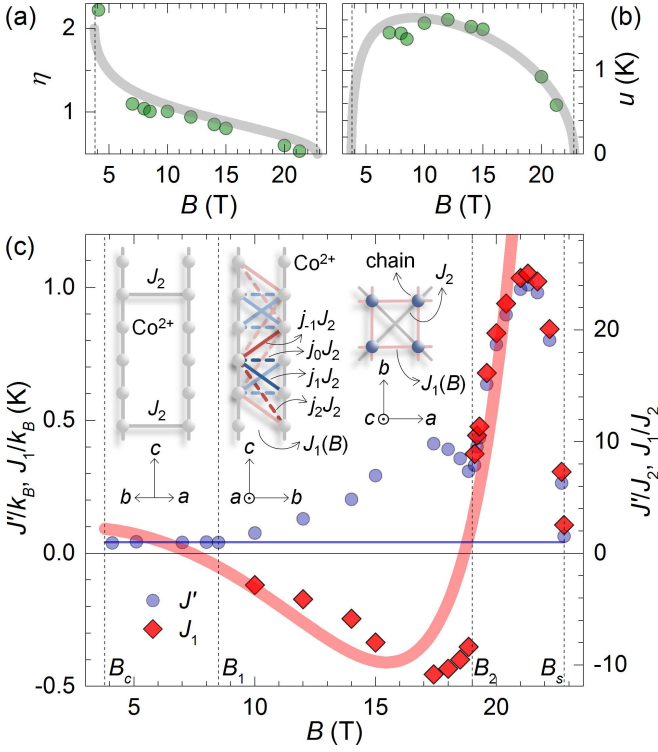 (a)
2
η
1
5 10 15 20
B (T)
(b)
1
u (K)
0
5 10 15 20
B (T)
(c)
1.0
0.5
0.0
-0.5
J'/k_B, J_1/k_B (K)
J_2
Co²⁺
J_2
c
b a
Co²⁺
j_-1J_2
j_0J_2
j_1J_2
j_2J_2
J_1(B)
c
a b
chain
J_2
J_1(B)
b
c a
20
10
0
-10
J'/J_2, J_1/J_2
J'
J_1
B_c
B_1
B_2
B_s
5 10 15 20
B (T)